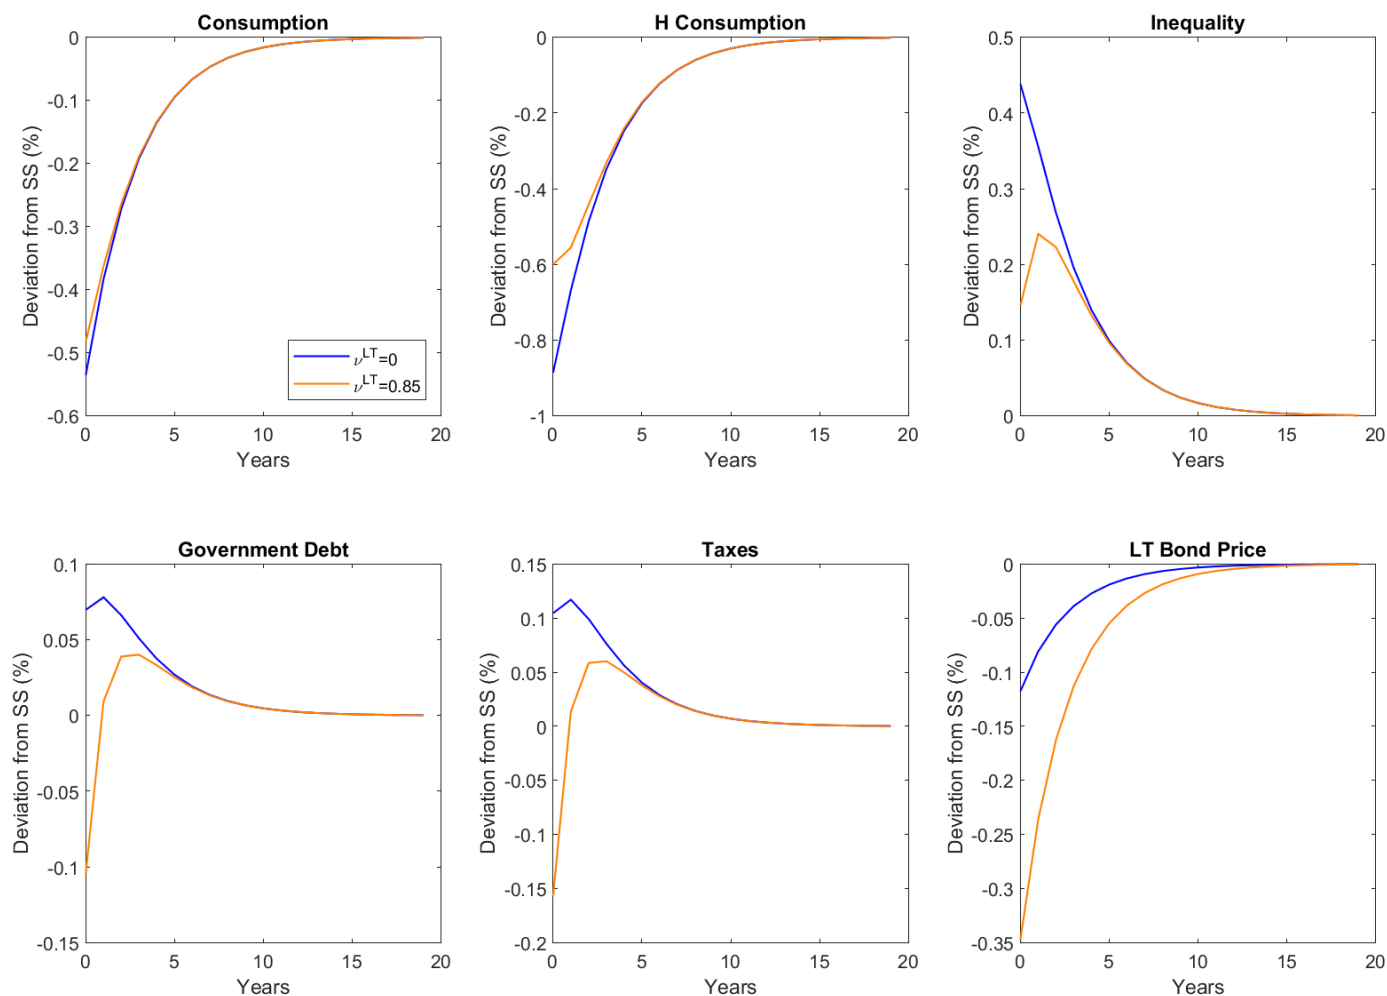 Consumption
0
-0.1
-0.2
-0.3
-0.4
-0.5
-0.6
Deviation from SS (%)
ν^LT=0
ν^LT=0.85
0 5 10 15 20
Years
H Consumption
0
-0.2
-0.4
-0.6
-0.8
-1
Deviation from SS (%)
0 5 10 15 20
Years
Inequality
0.5
0.4
0.3
0.2
0.1
0
Deviation from SS (%)
0 5 10 15 20
Years
Government Debt
0.1
0.05
0
-0.05
-0.1
-0.15
Deviation from SS (%)
0 5 10 15 20
Years
Taxes
0.15
0.1
0.05
0
-0.05
-0.1
-0.15
-0.2
Deviation from SS (%)
0 5 10 15 20
Years
LT Bond Price
0
-0.05
-0.1
-0.15
-0.2
-0.25
-0.3
-0.35
Deviation from SS (%)
0 5 10 15 20
Years